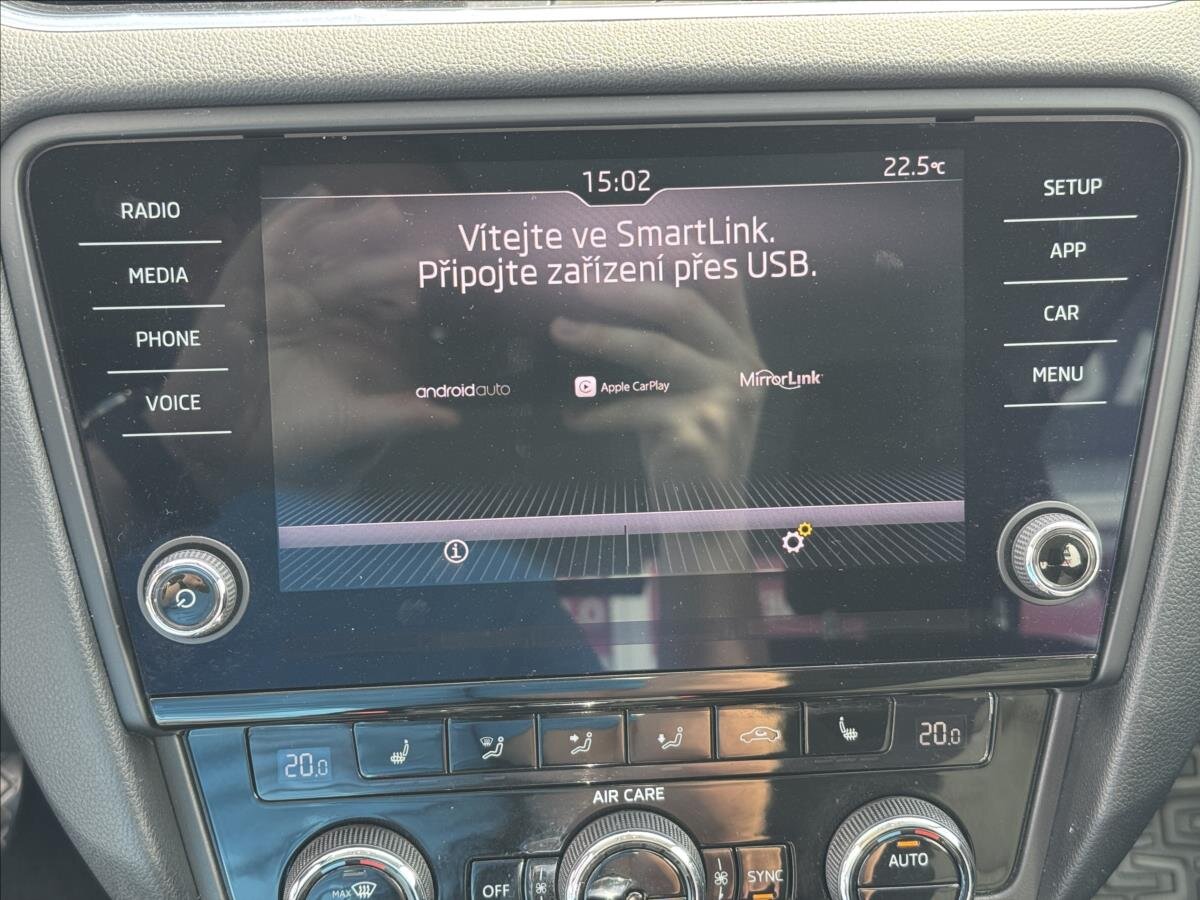 15:02
22.5°C
RADIO
MEDIA
PHONE
VOICE
Vítejte ve SmartLink.
Připojte zařízení přes USB.
androidauto
Apple CarPlay
MirrorLink
SETUP
APP
CAR
MENU
20.0
20.0
AIR CARE
MAX
OFF
SYNC
AUTO